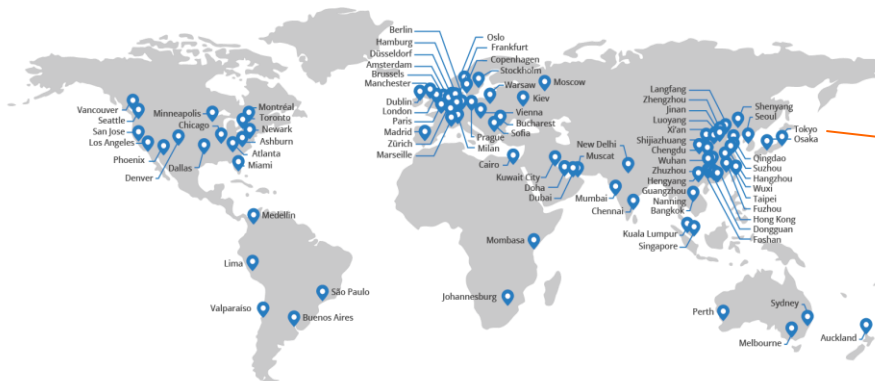 Vancouver
Seattle
San Jose
Los Angeles
Phoenix
Denver
Minneapolis
Chicago
Dallas
Montréal
Toronto
Newark
Ashburn
Atlanta
Miami
Medellín
Lima
São Paulo
Valparaíso
Buenos Aires
Berlin
Hamburg
Düsseldorf
Amsterdam
Brussels
Manchester
Dublin
London
Paris
Madrid
Zürich
Marseille
Oslo
Frankfurt
Copenhagen
Stockholm
Warsaw
Moscow
Kiev
Vienna
Bucharest
Sofia
Prague
Milan
Cairo
Kuwait City
Doha
Dubai
New Delhi
Muscat
Mumbai
Chennai
Mombasa
Johannesburg
Langfang
Zhengzhou
Jinan
Luoyang
Xi'an
Shijiazhuang
Chengdu
Wuhan
Zhuzhou
Hengyang
Guangzhou
Nanning
Bangkok
Kuala Lumpur
Singapore
Shenyang
Seoul
Tokyo
Osaka
Qingdao
Suzhou
Hangzhou
Wuxi
Taipei
Fuzhou
Hong Kong
Dongguan
Foshan
Perth
Sydney
Melbourne
Auckland